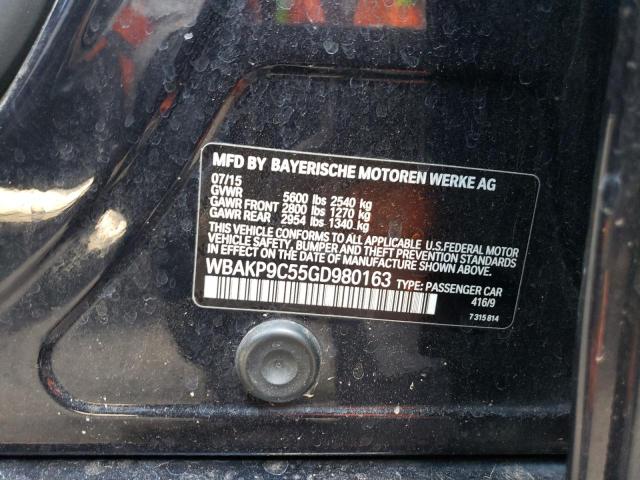 MFD BY BAYERISCHE MOTOREN WERKE AG
07/15
GVWR 5600 lbs 2540 kg
GAWR FRONT 2800 lbs 1270 kg
GAWR REAR 2954 lbs 1340 kg
THIS VEHICLE CONFORMS TO ALL APPLICABLE U.S.FEDERAL MOTOR
VEHICLE SAFETY, BUMPER AND THEFT PREVENTION STANDARDS
IN EFFECT ON THE DATE OF MANUFACTURE SHOWN ABOVE.
WBAKP9C55GD980163 TYPE: PASSENGER CAR
416/9
7 315 814